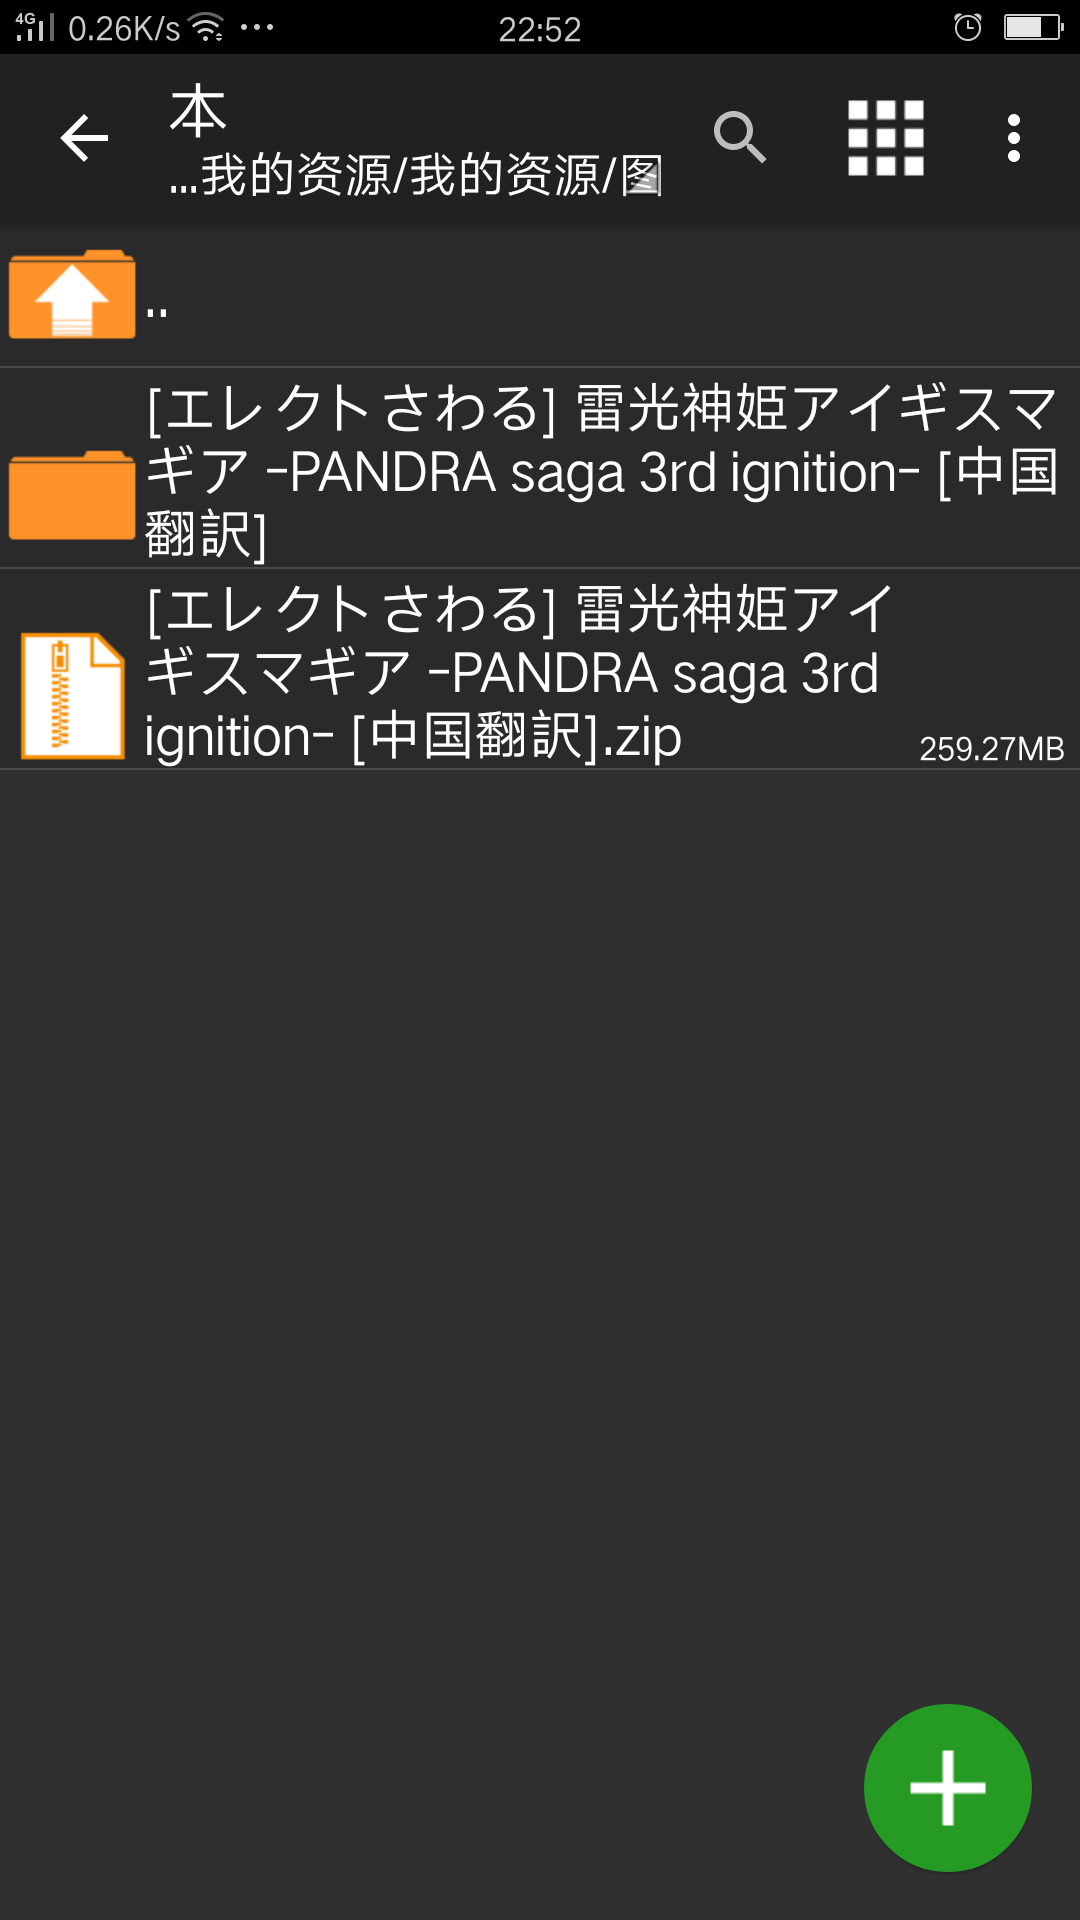 4G 0.26K/s ... 22:52
本
...我的资源/我的资源/图
..
[エレクトさわる] 雷光神姫アイギスマ
ギア -PANDRA saga 3rd ignition- [中国
翻訳]
[エレクトさわる] 雷光神姫アイ
ギスマギア -PANDRA saga 3rd
ignition- [中国翻訳].zip
259.27MB